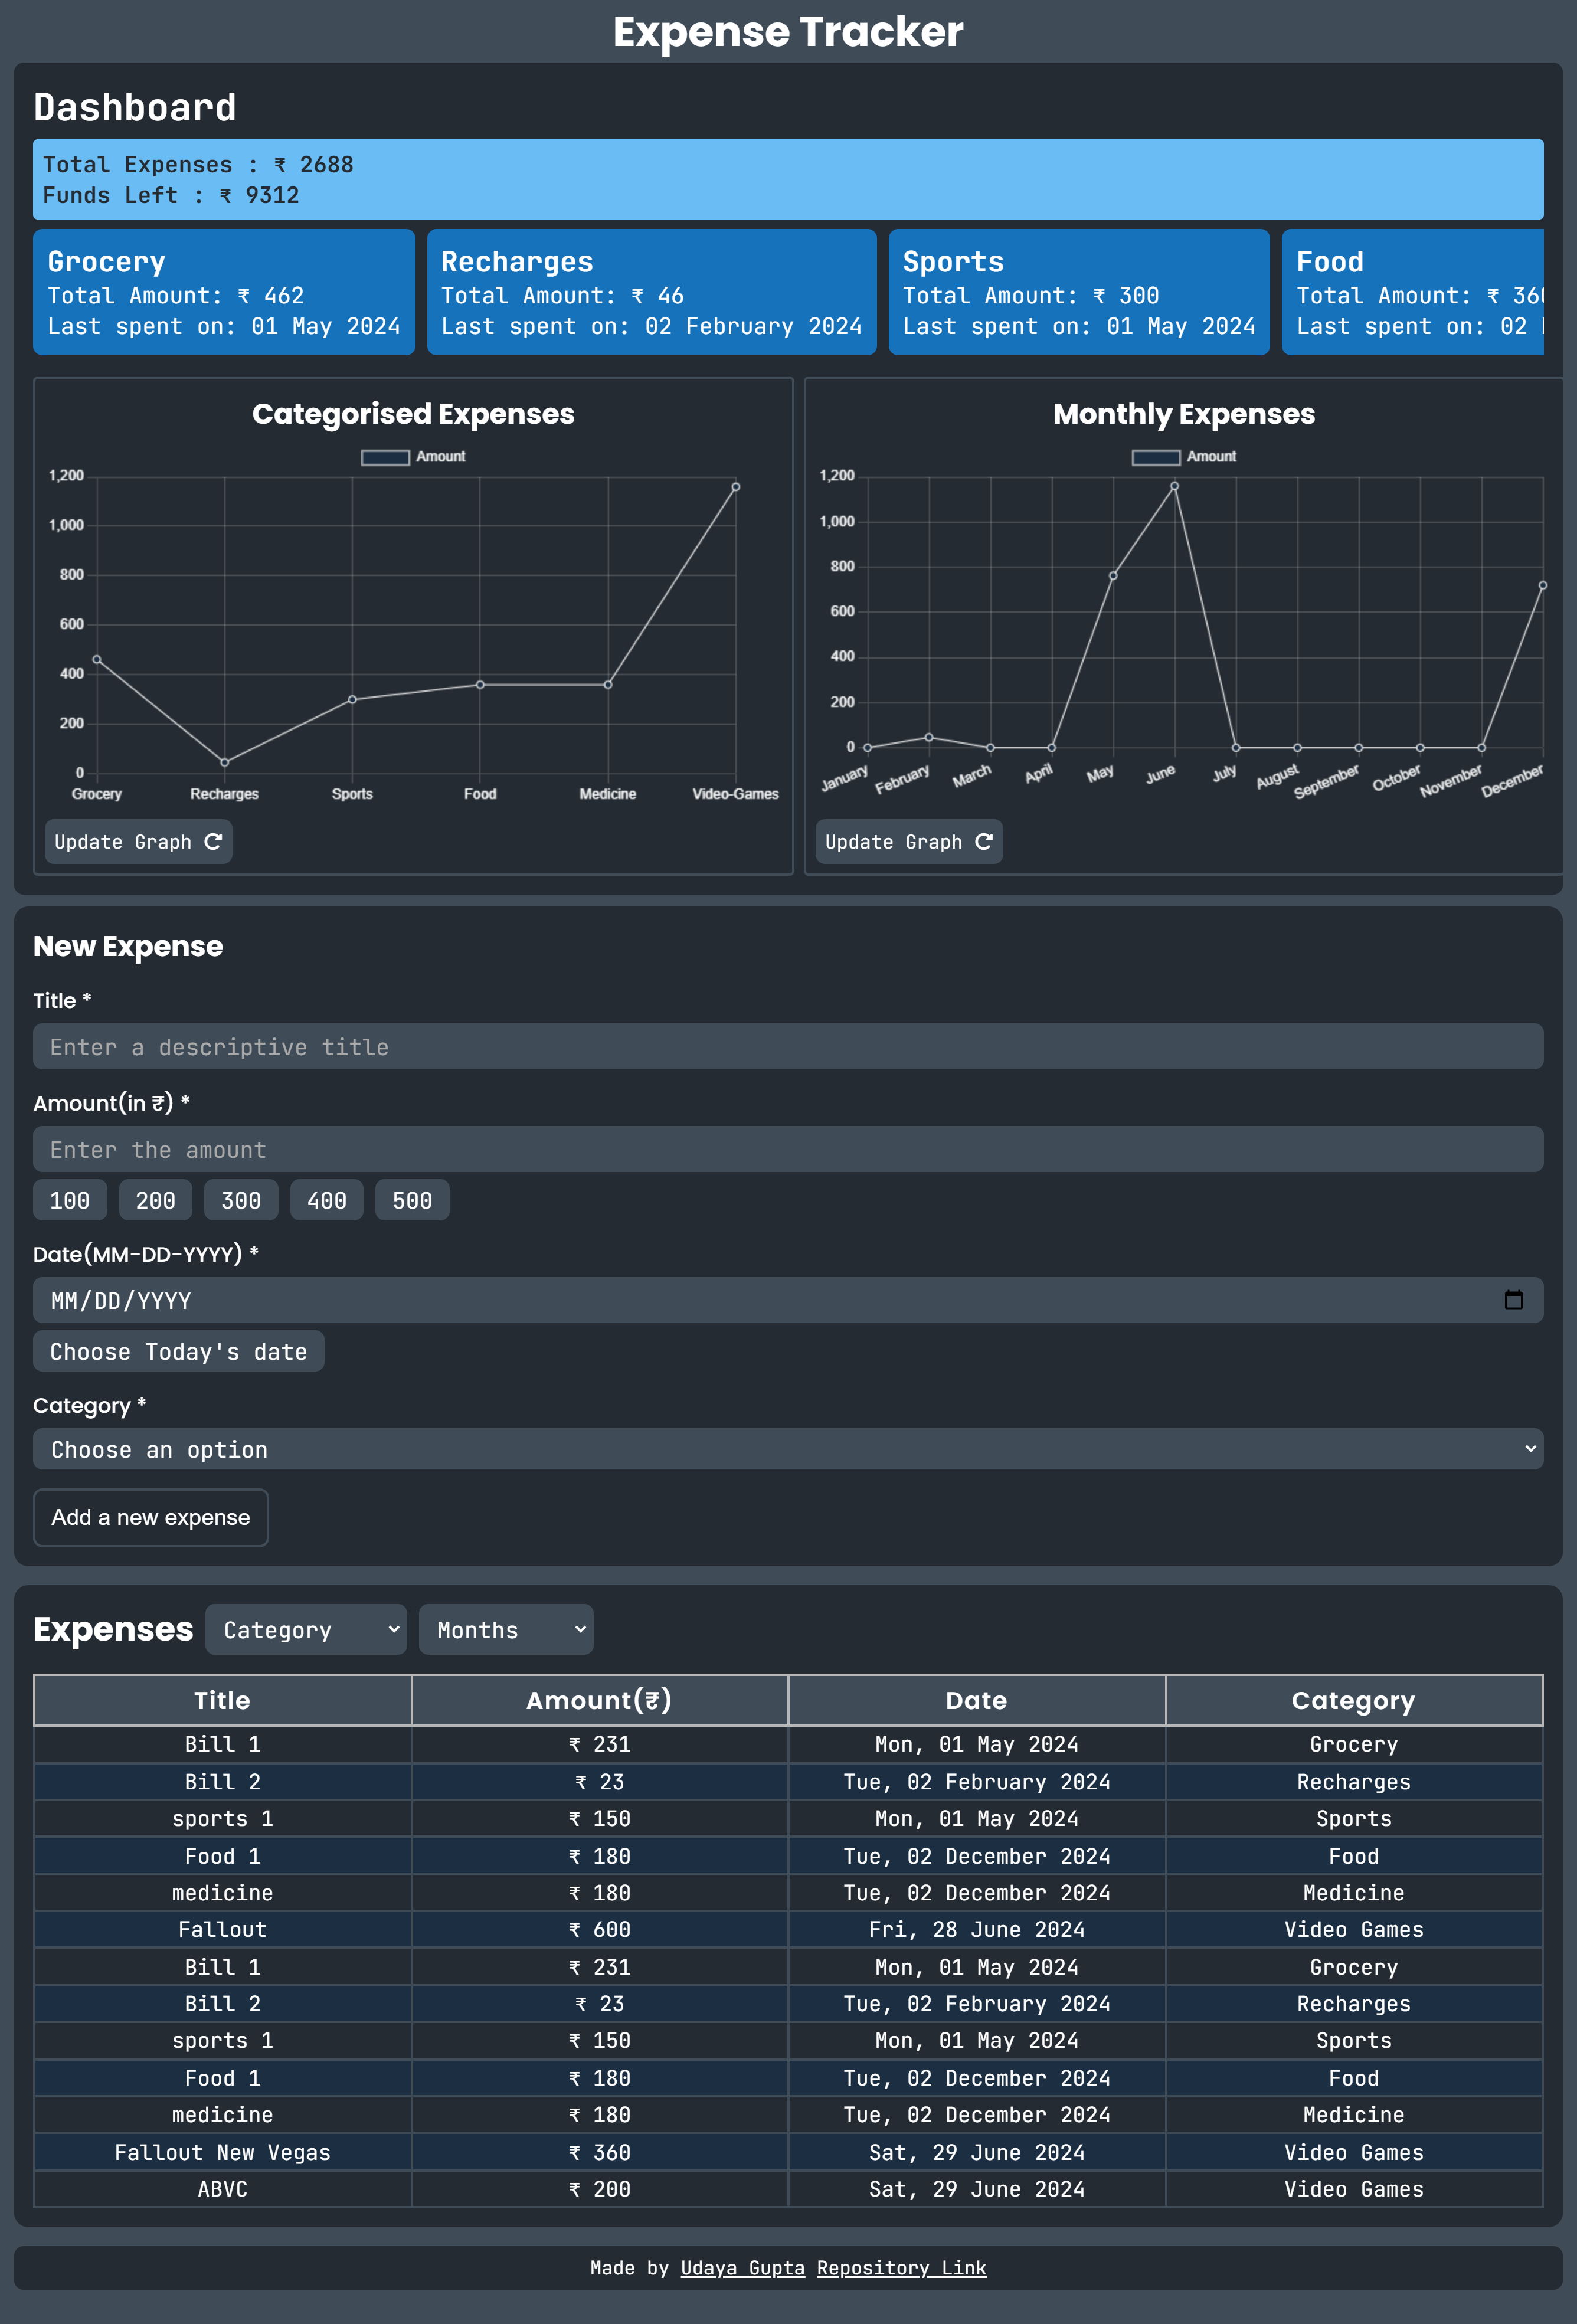 Expense Tracker
Dashboard
Total Expenses : ₹ 2688
Funds Left : ₹ 9312
Grocery
Total Amount: ₹ 462
Last spent on: 01 May 2024
Recharges
Total Amount: ₹ 46
Last spent on: 02 February 2024
Sports
Total Amount: ₹ 300
Last spent on: 01 May 2024
Food
Total Amount: ₹
Last spent on: 02
Categorised Expenses
Amount
1,200
1,000
800
600
400
200
0
Grocery Recharges Sports Food Medicine Video-Games
Update Graph
Monthly Expenses
Amount
1,200
1,000
800
600
400
200
0
January February March April May June July August September October November December
Update Graph
New Expense
Title *
Enter a descriptive title
Amount(in ₹) *
Enter the amount
100 200 300 400 500
Date(MM-DD-YYYY) *
MM/DD/YYYY
Choose Today's date
Category *
Choose an option
Add a new expense
Expenses Category Months
Title Amount(₹) Date Category
Bill 1 ₹ 231 Mon, 01 May 2024 Grocery
Bill 2 ₹ 23 Tue, 02 February 2024 Recharges
sports 1 ₹ 150 Mon, 01 May 2024 Sports
Food 1 ₹ 180 Tue, 02 December 2024 Food
medicine ₹ 180 Tue, 02 December 2024 Medicine
Fallout ₹ 600 Fri, 28 June 2024 Video Games
Bill 1 ₹ 231 Mon, 01 May 2024 Grocery
Bill 2 ₹ 23 Tue, 02 February 2024 Recharges
sports 1 ₹ 150 Mon, 01 May 2024 Sports
Food 1 ₹ 180 Tue, 02 December 2024 Food
medicine ₹ 180 Tue, 02 December 2024 Medicine
Fallout New Vegas ₹ 360 Sat, 29 June 2024 Video Games
ABVC ₹ 200 Sat, 29 June 2024 Video Games
Made by Udaya Gupta Repository Link